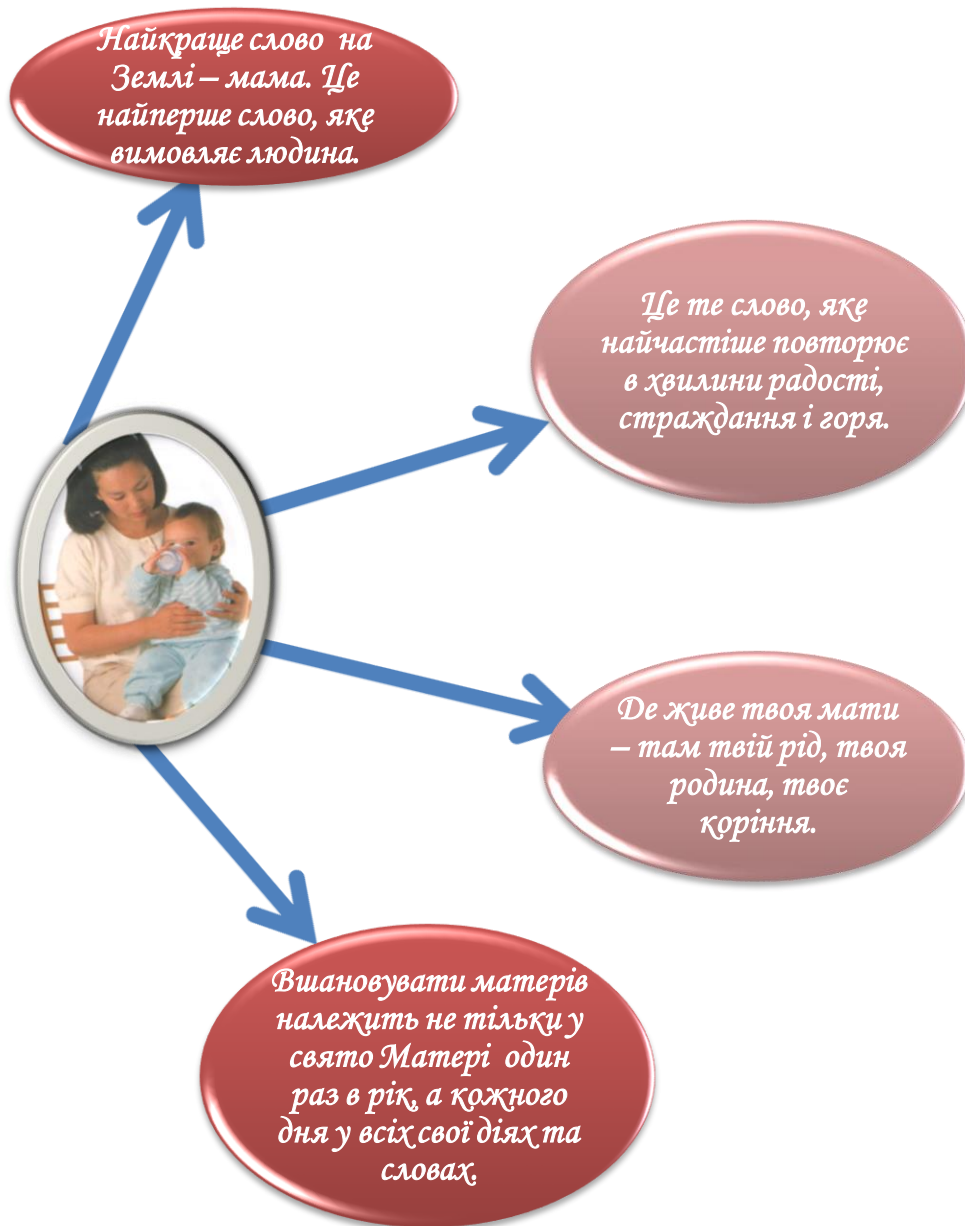 Найкраще слово на
Землі – мама. Це
найперше слово, яке
вимовляє людина.
Це те слово, яке
найчастіше повторює
в хвилини радості,
страждання і горя.
Де живе твоя мати
– там твій рід, твоя
родина, твоє
коріння.
Вшановувати матерів
належить не тільки у
свято Матері один
раз в рік, а кожного
дня у всіх свої діях та
словах.